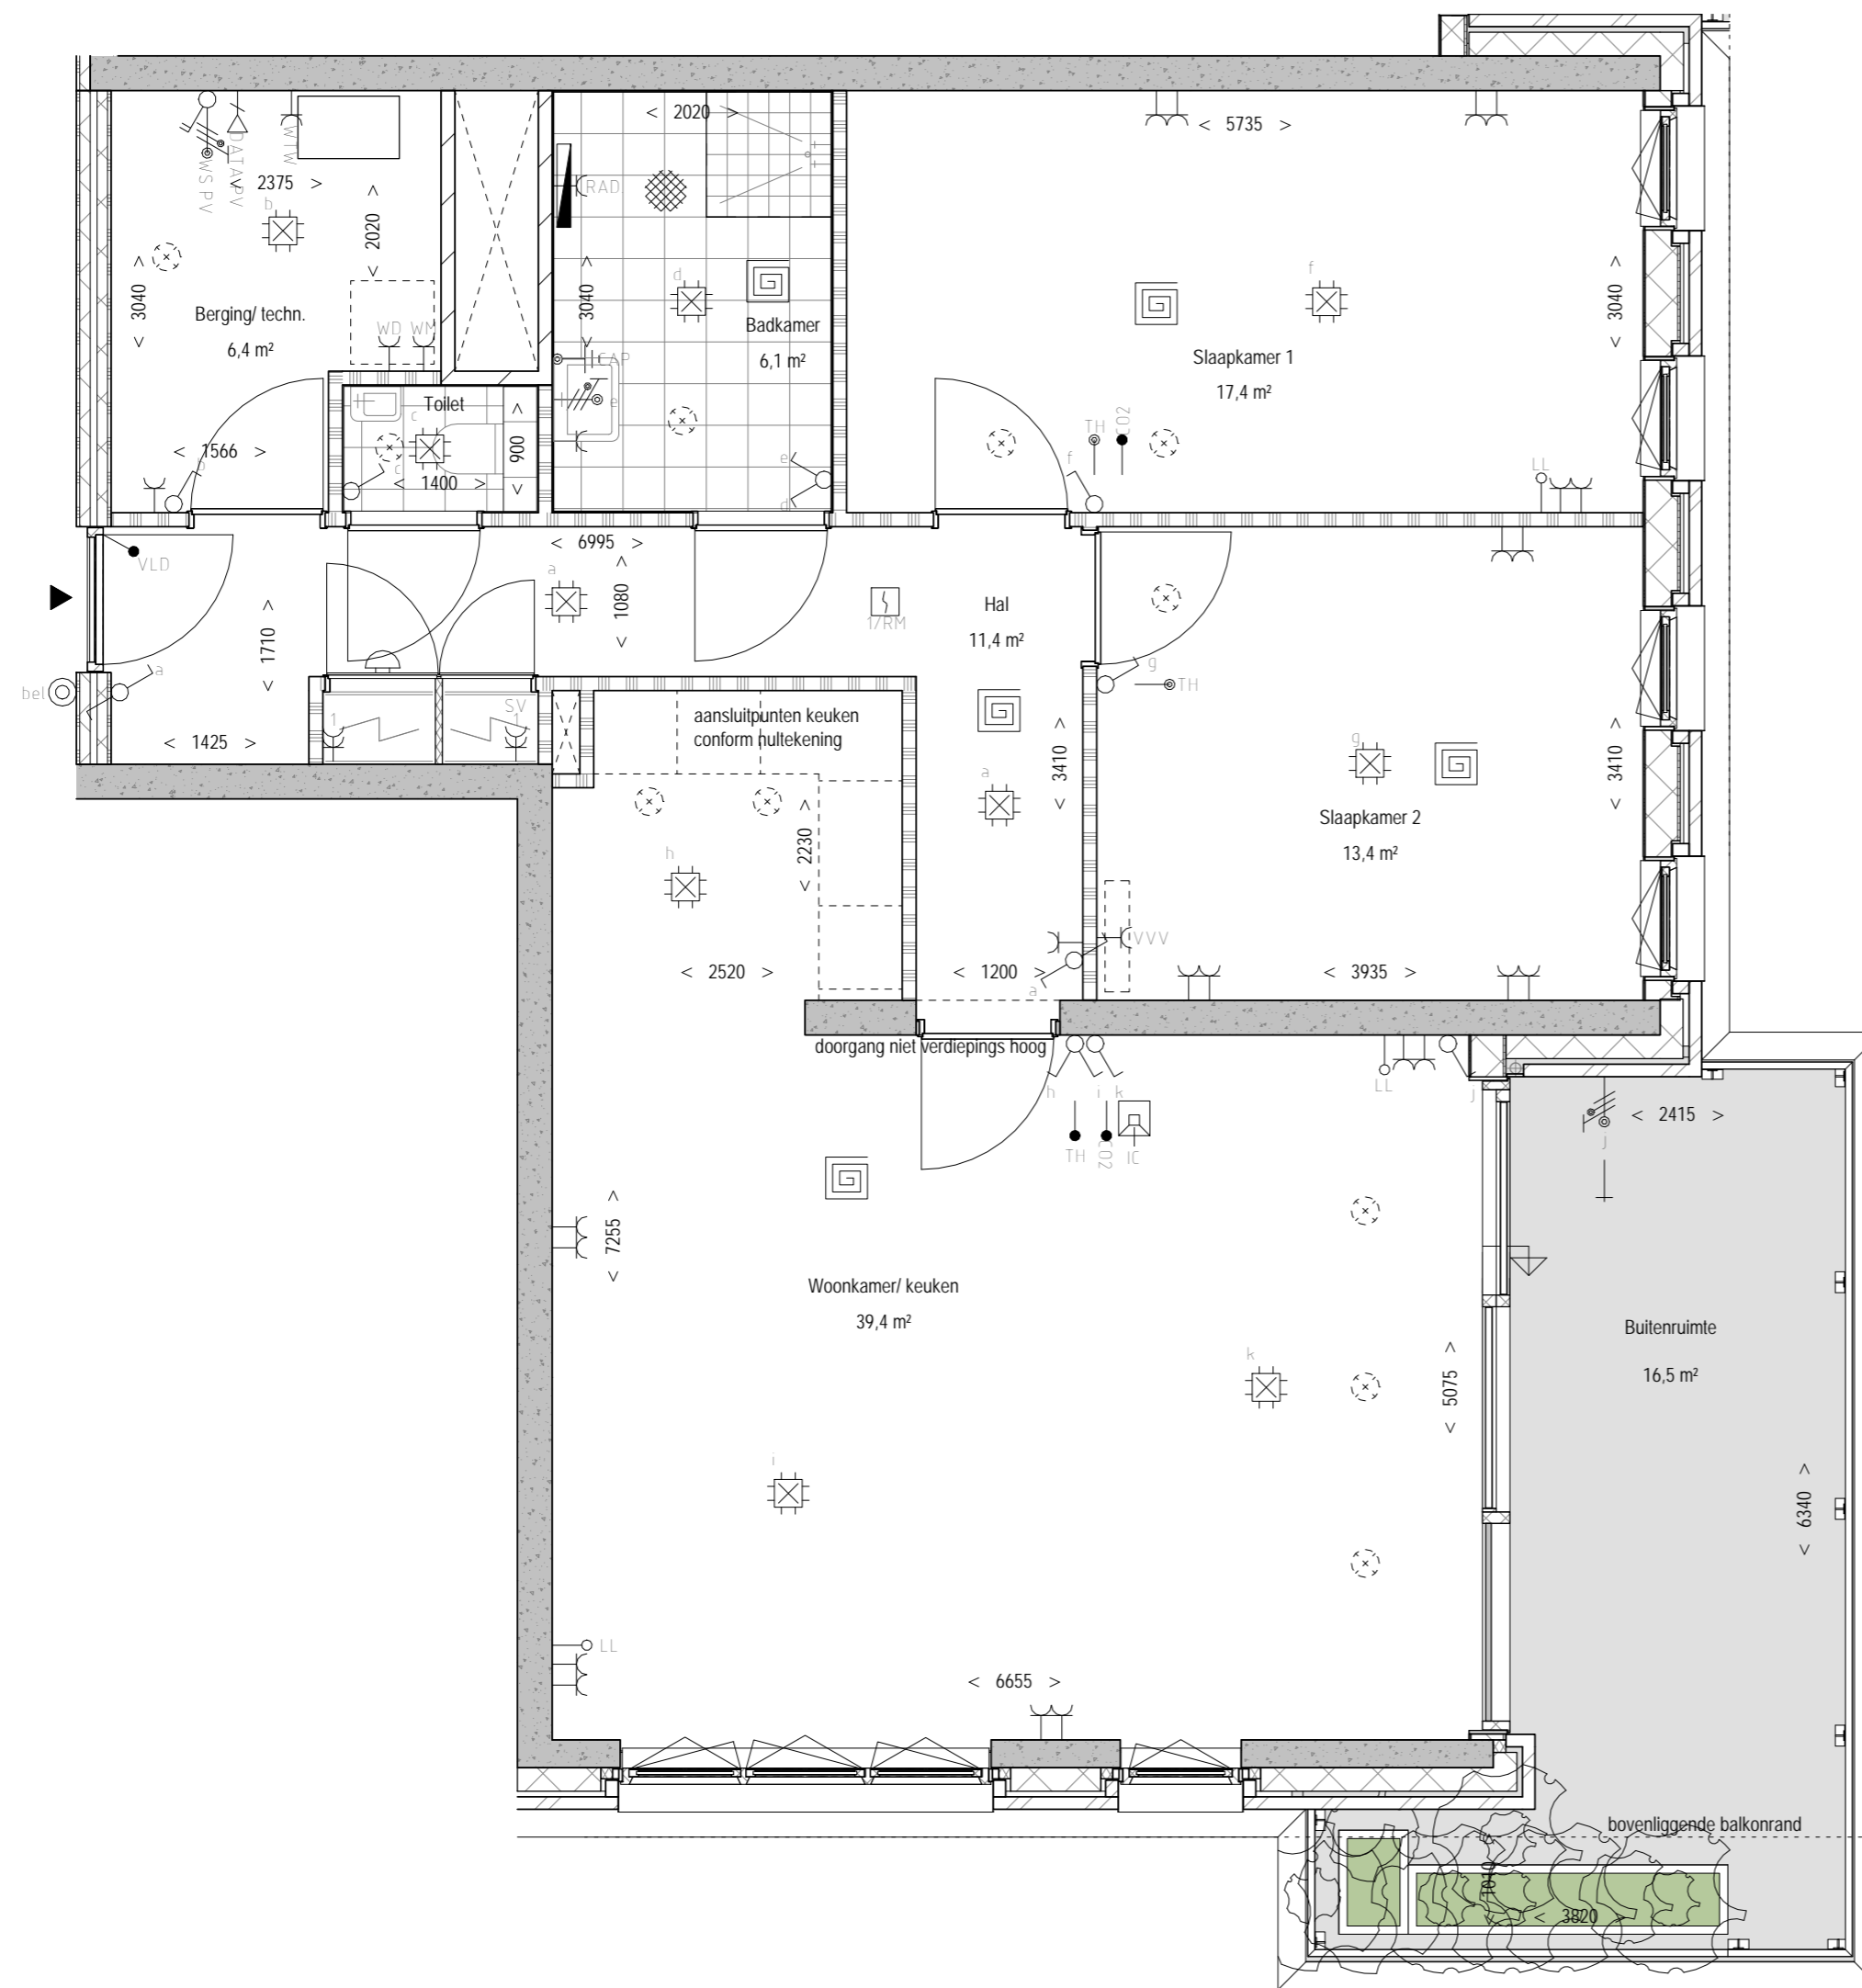 < 2020 >
< 5735 >
WTW
DATA PV
WS PV
< 2375 >
b
< 2020 >
< 3040 >
RAD.
d
f
< 3040 >
< 3040 >
Berging/ techn.
6,4 m²
WD WM
Badkamer
6,1 m²
Slaapkamer 1
17,4 m²
CAP
e
Toilet
c
c
< 900 >
< 1400 >
< 1566 >
b
e
d
TH
CO2
f
LL
VLD
< 6995 >
a
< 1080 >
1/RM
Hal
11,4 m²
< 1710 >
a
bel
g
TH
SV
1
1
< 1425 >
aansluitpunten keuken
conform nultekening
< 3410 >
a
g
< 3410 >
Slaapkamer 2
13,4 m²
< 2230 >
h
VVV
< 2520 >
< 1200 >
a
< 3935 >
doorgang niet verdiepings hoog
h
i k
LL
j
TH
CO2
IC
< 2415 >
j
< 7255 >
Woonkamer/ keuken
39,4 m²
Buitenruimte
16,5 m²
k
< 5075 >
i
< 6340 >
LL
< 6655 >
bovenliggende balkonrand
< 1010 >
< 3820 >